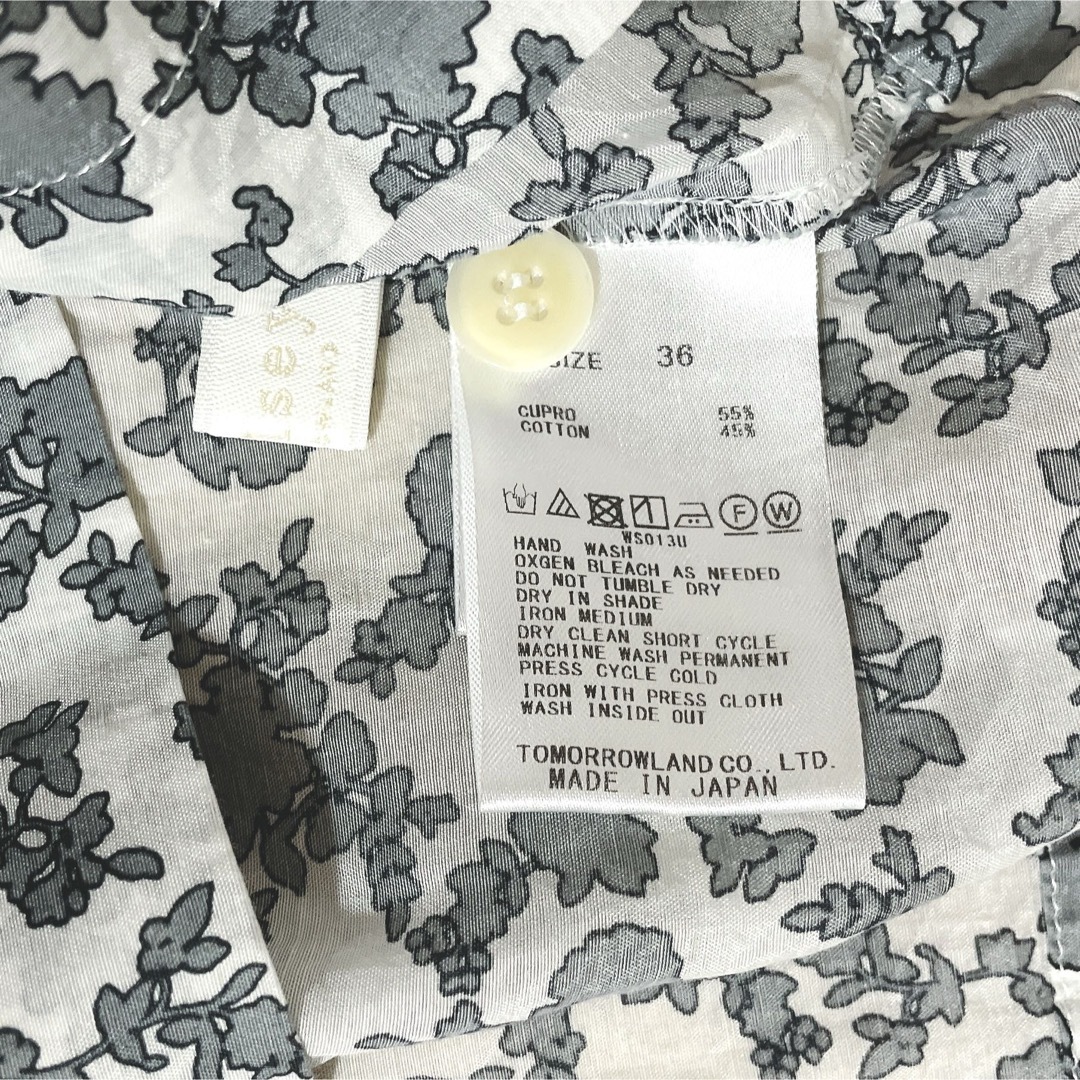 SIZE 36
CUPRO 55%
COTTON 45%
F W
WS013U
HAND WASH
OXGEN BLEACH AS NEEDED
DO NOT TUMBLE DRY
DRY IN SHADE
IRON MEDIUM
DRY CLEAN SHORT CYCLE
MACHINE WASH PERMANENT
PRESS CYCLE COLD
IRON WITH PRESS CLOTH
WASH INSIDE OUT
TOMORROWLAND CO., LTD.
MADE IN JAPAN